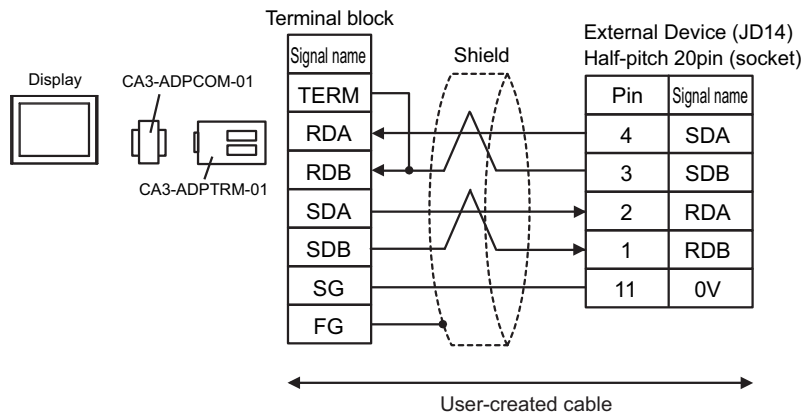 Terminal block
External Device (JD14)
Half-pitch 20pin (socket)
Display
CA3-ADPCOM-01
CA3-ADPTRM-01
Shield
Signal name
TERM
RDA
RDB
SDA
SDB
SG
FG
Pin Signal name
4 SDA
3 SDB
2 RDA
1 RDB
11 0V
User-created cable